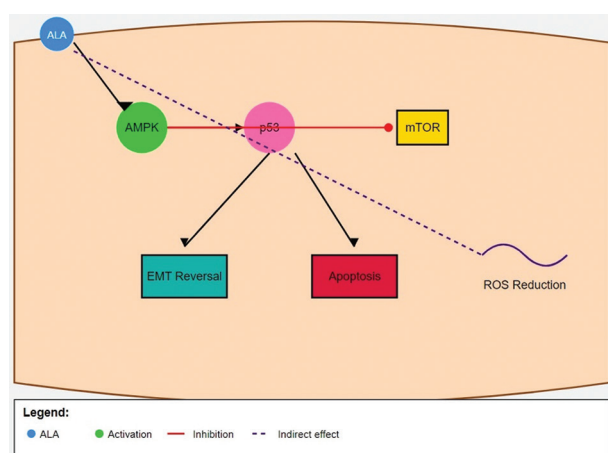 ALA
AMPK
p53
mTOR
EMT Reversal
Apoptosis
ROS Reduction
Legend:
ALA
Activation
Inhibition
Indirect effect